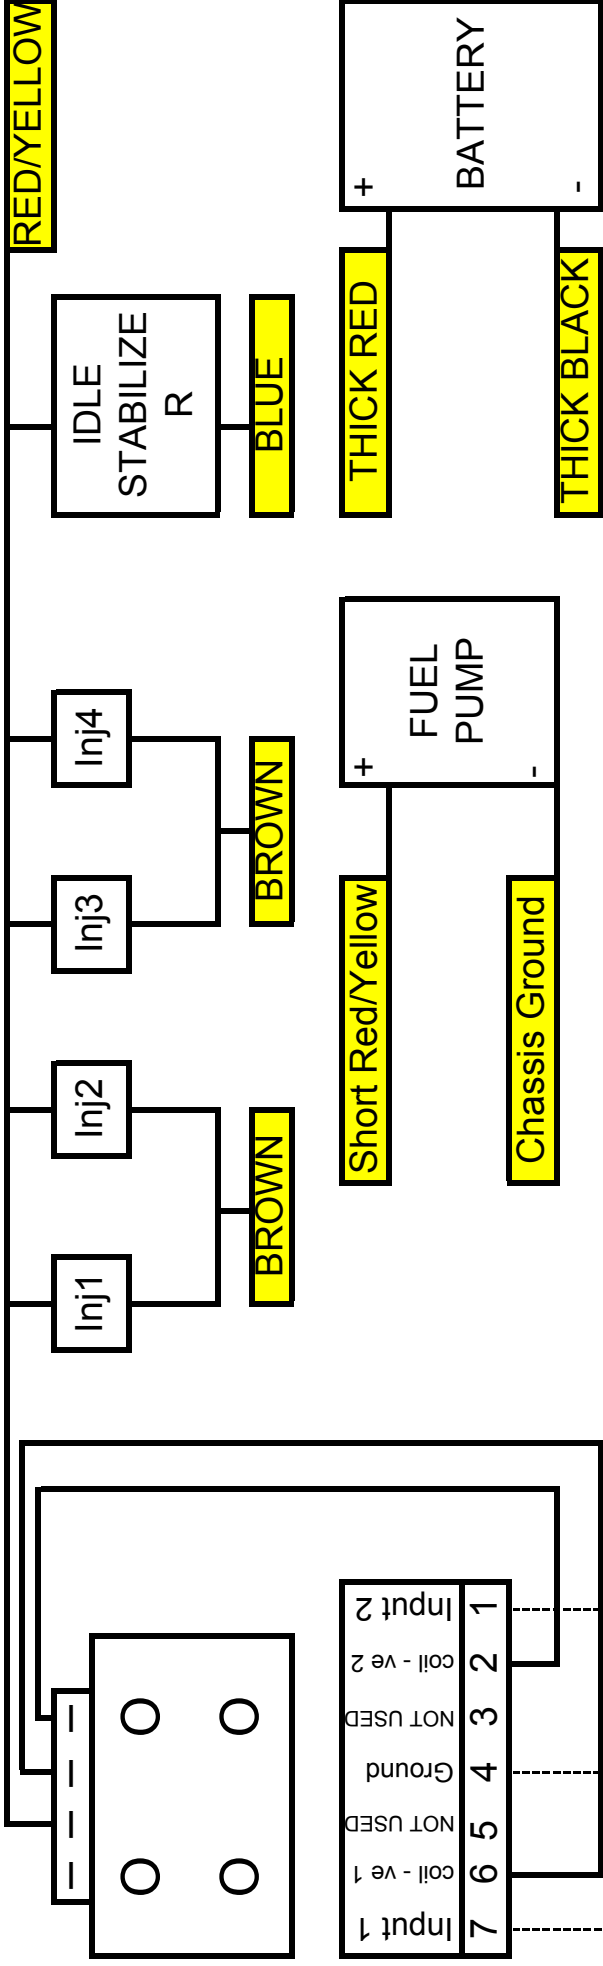 RED/YELLOW
IDLE
STABILIZE
R
BLUE
+
BATTERY
-
THICK RED
THICK BLACK
Inj4
Inj3
BROWN
Inj2
Inj1
BROWN
+
FUEL
PUMP
-
Short Red/Yellow
Chassis Ground
O O
O O
Input 2 1
coil - ve 2 2
NOT USED 3
Ground 4
NOT USED 5
coil - ve 1 6
Input 1 7